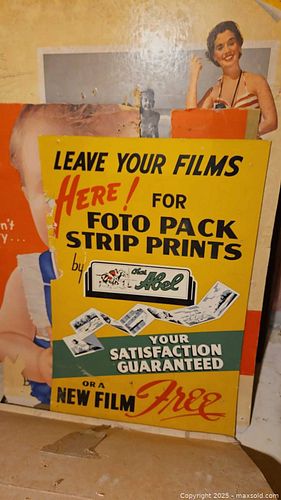 LEAVE YOUR FILMS
Here! FOR
FOTO PACK
STRIP PRINTS
by
Chas. Abel
YOUR
SATISFACTION
GUARANTEED
OR A
NEW FILM Free
n't
y...
Copyright © 2025 - maxsold.com